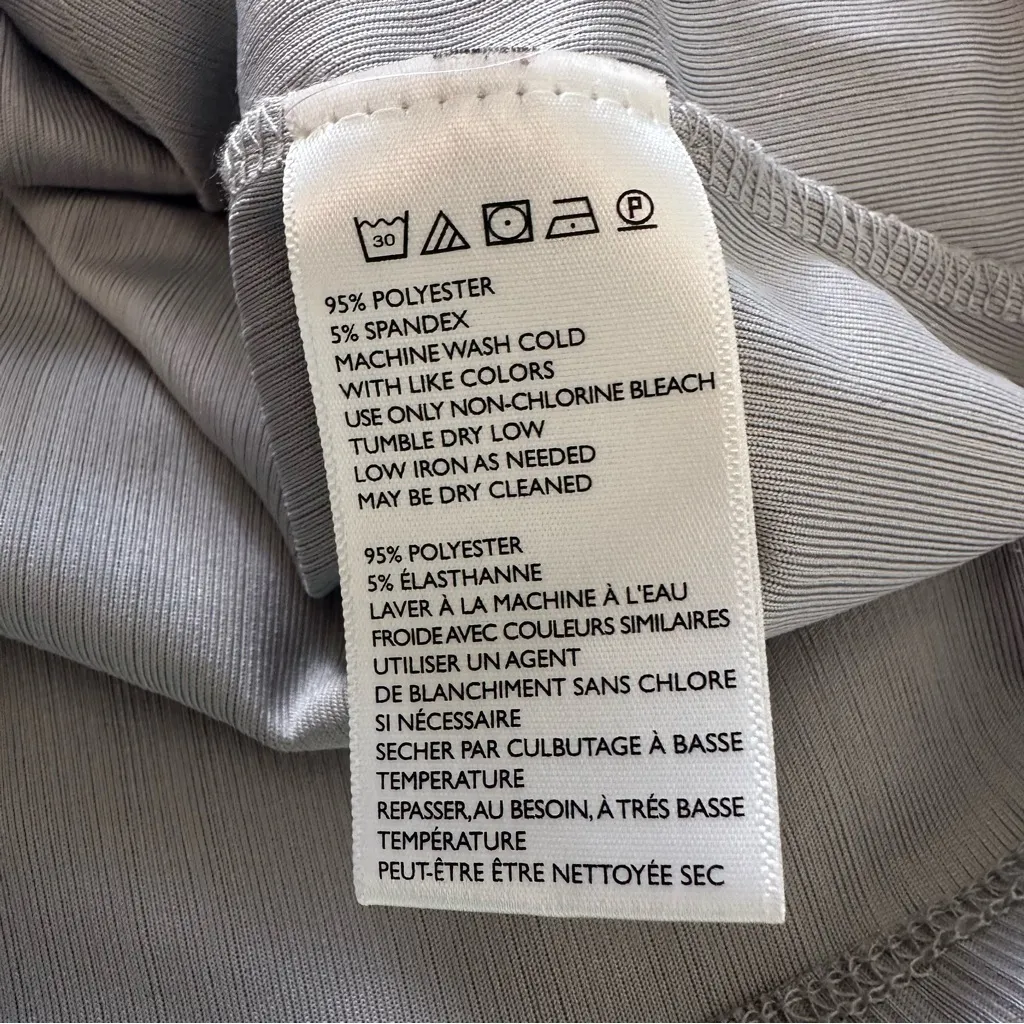 30
P
95% POLYESTER
5% SPANDEX
MACHINE WASH COLD
WITH LIKE COLORS
USE ONLY NON-CHLORINE BLEACH
TUMBLE DRY LOW
LOW IRON AS NEEDED
MAY BE DRY CLEANED
95% POLYESTER
5% ÉLASTHANNE
LAVER À LA MACHINE À L'EAU
FROIDE AVEC COULEURS SIMILAIRES
UTILISER UN AGENT
DE BLANCHIMENT SANS CHLORE
SI NÉCESSAIRE
SECHER PAR CULBUTAGE À BASSE
TEMPERATURE
REPASSER, AU BESOIN, À TRÉS BASSE
TEMPÉRATURE
PEUT-ÊTRE ÊTRE NETTOYÉE SEC